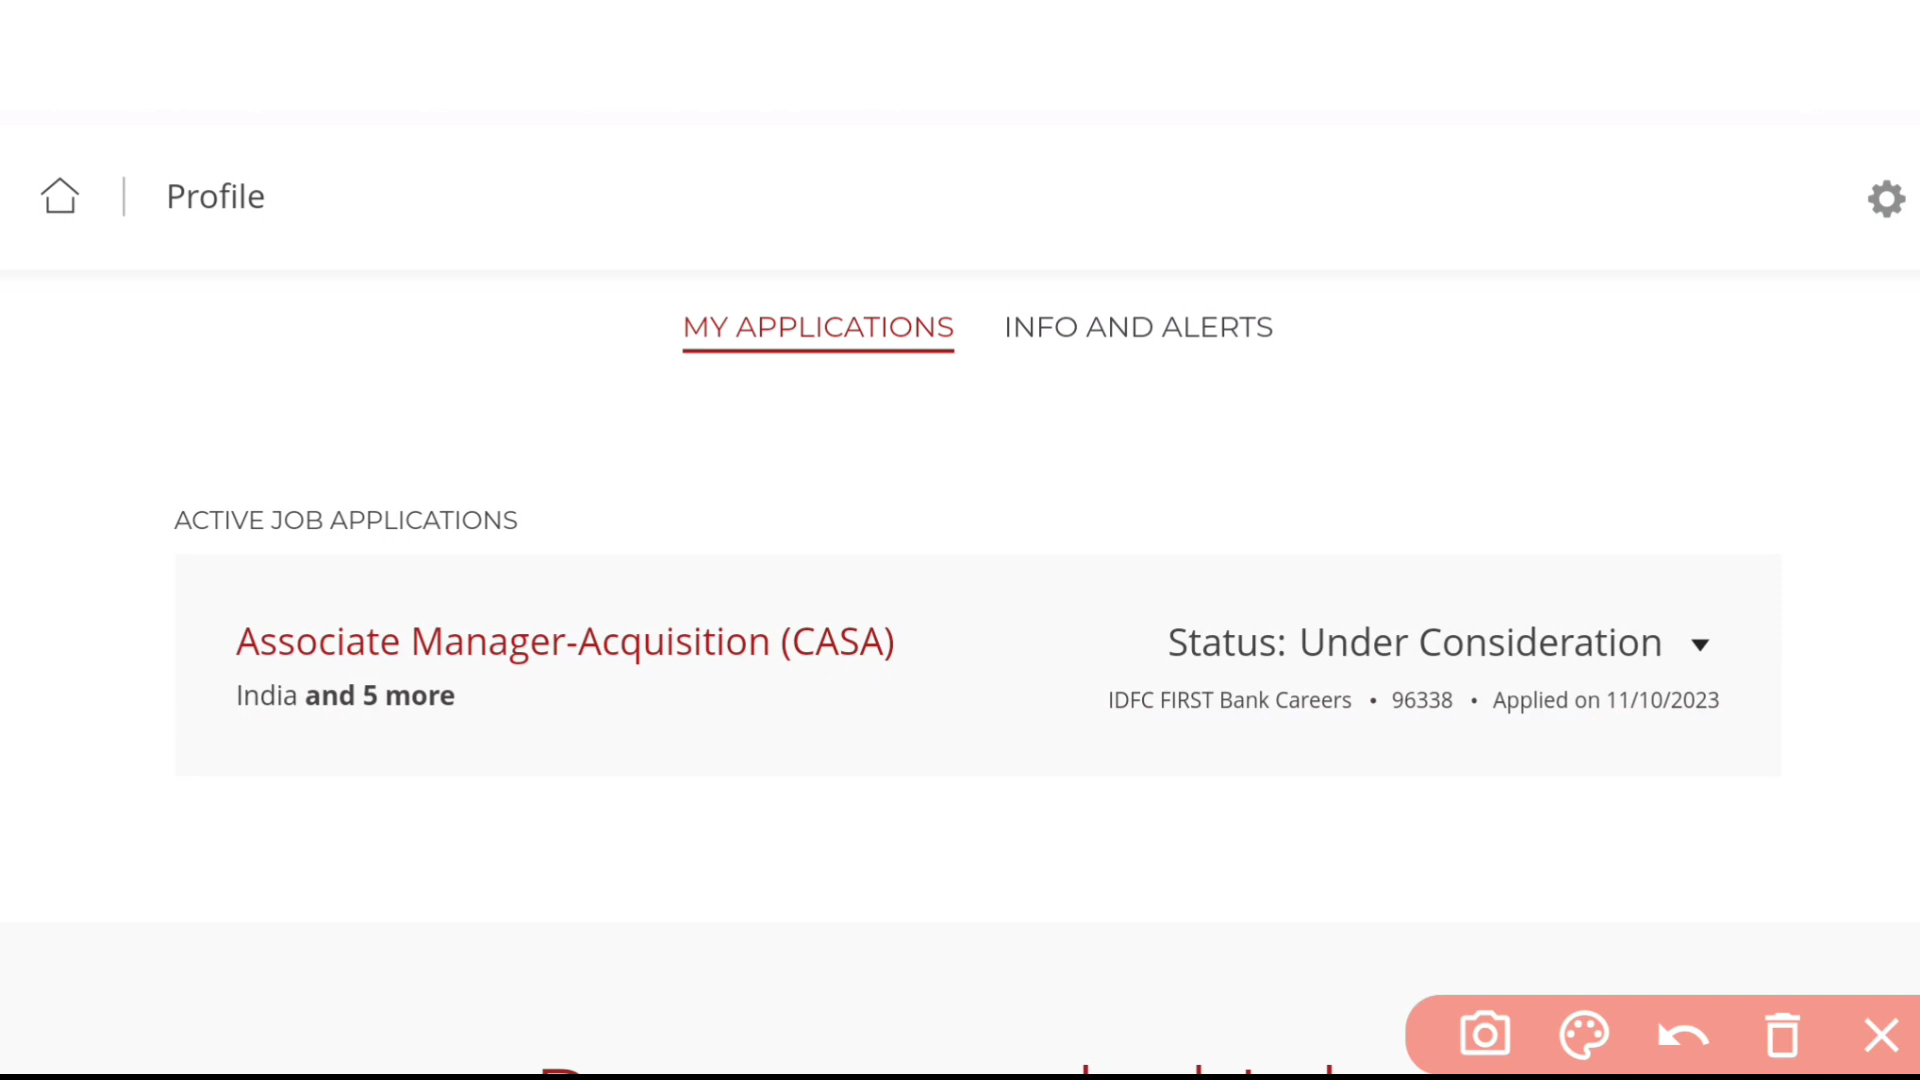 Profile
MY APPLICATIONS INFO AND ALERTS
ACTIVE JOB APPLICATIONS
Associate Manager-Acquisition (CASA)
Status: Under Consideration
India and 5 more
IDFC FIRST Bank Careers • 96338 • Applied on 11/10/2023